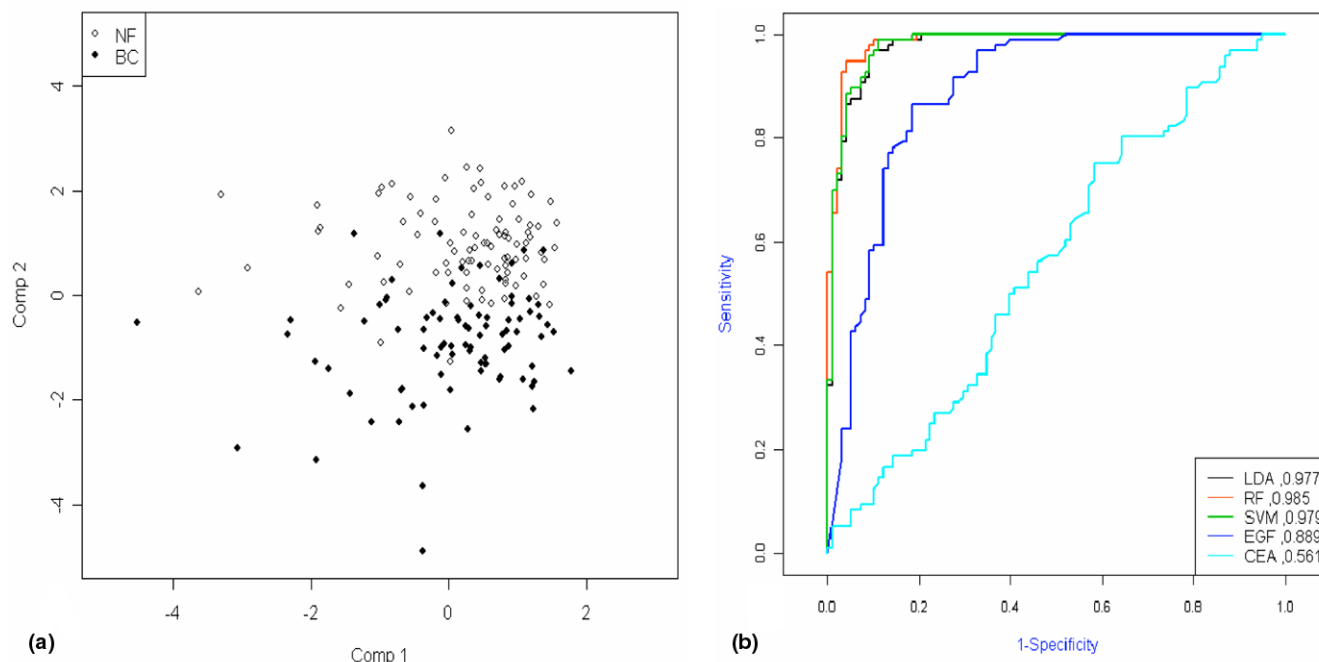 NF
BC
4
2
0
-2
-4
Comp 2
-4
-2
0
2
Comp 1
(a)
1.0
0.8
0.6
0.4
0.2
0.0
Sensitivity
LDA ,0.977
RF ,0.985
SVM ,0.979
EGF ,0.889
CEA ,0.561
0.0
0.2
0.4
0.6
0.8
1.0
1-Specificity
(b)